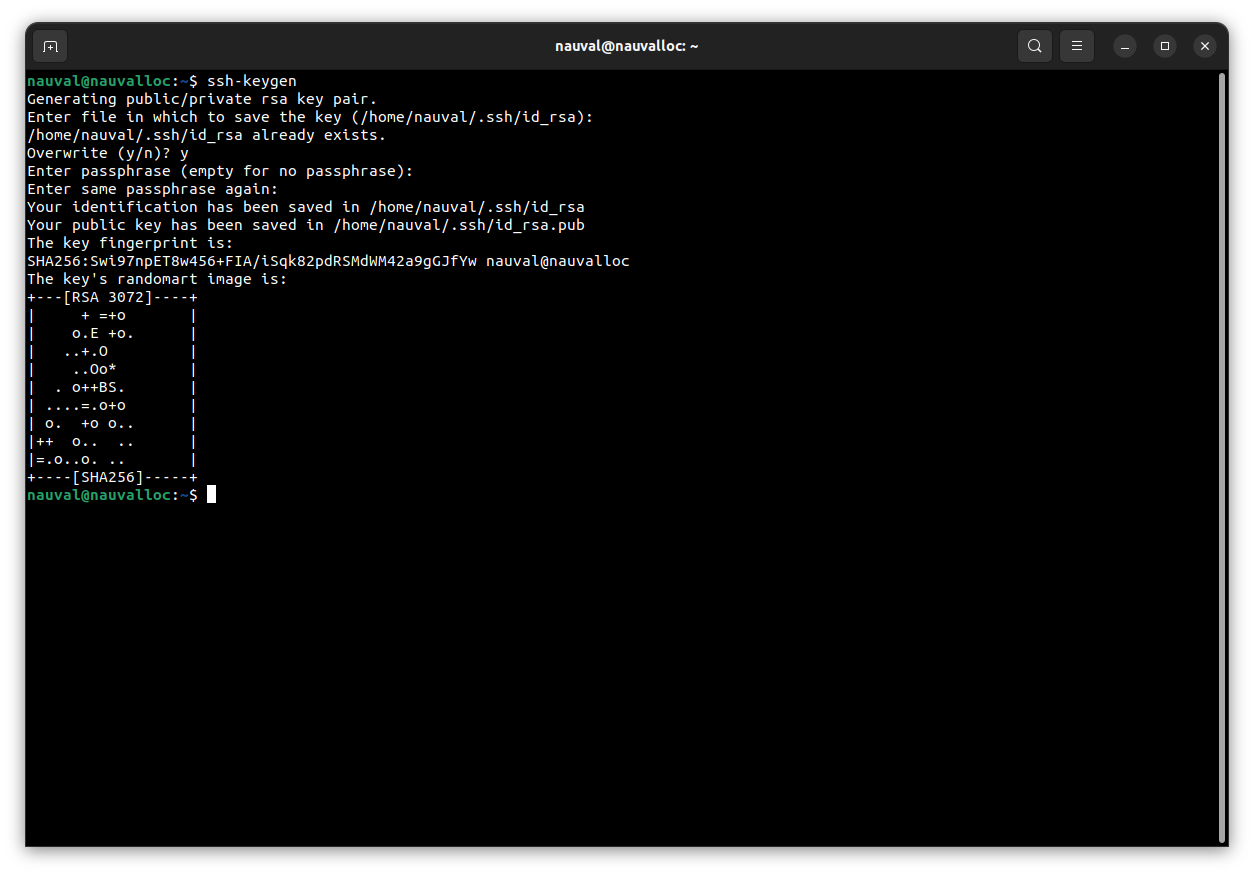 nauval@nauvalloc: ~
nauval@nauvalloc:~$ ssh-keygen
Generating public/private rsa key pair.
Enter file in which to save the key (/home/nauval/.ssh/id_rsa):
/home/nauval/.ssh/id_rsa already exists.
Overwrite (y/n)? y
Enter passphrase (empty for no passphrase):
Enter same passphrase again:
Your identification has been saved in /home/nauval/.ssh/id_rsa
Your public key has been saved in /home/nauval/.ssh/id_rsa.pub
The key fingerprint is:
SHA256:Swi97npET8w456+FIA/iSqk82pdRSMdWM42a9gGJfYw nauval@nauvalloc
The key's randomart image is:
+---[RSA 3072]----+
|     + =+o       |
|    o.E +o.      |
|   ..+.O         |
|    ..Oo*        |
|  . o++BS.       |
| ....=.o+o       |
| o.  +o o..      |
|++  o..  ..      |
|=.o..o. ..       |
+----[SHA256]-----+
nauval@nauvalloc:~$